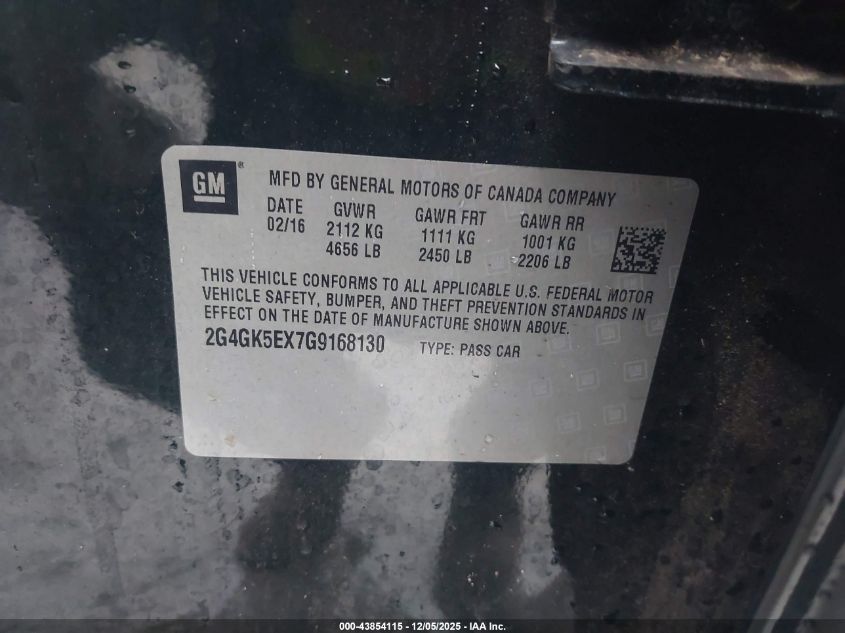 GM ®
MFD BY GENERAL MOTORS OF CANADA COMPANY
DATE GVWR GAWR FRT GAWR RR
02/16 2112 KG 1111 KG 1001 KG
4656 LB 2450 LB 2206 LB
THIS VEHICLE CONFORMS TO ALL APPLICABLE U.S. FEDERAL MOTOR
VEHICLE SAFETY, BUMPER, AND THEFT PREVENTION STANDARDS IN
EFFECT ON THE DATE OF MANUFACTURE SHOWN ABOVE.
2G4GK5EX7G9168130 TYPE: PASS CAR
000-43854115 - 12/05/2025 - IAA Inc.